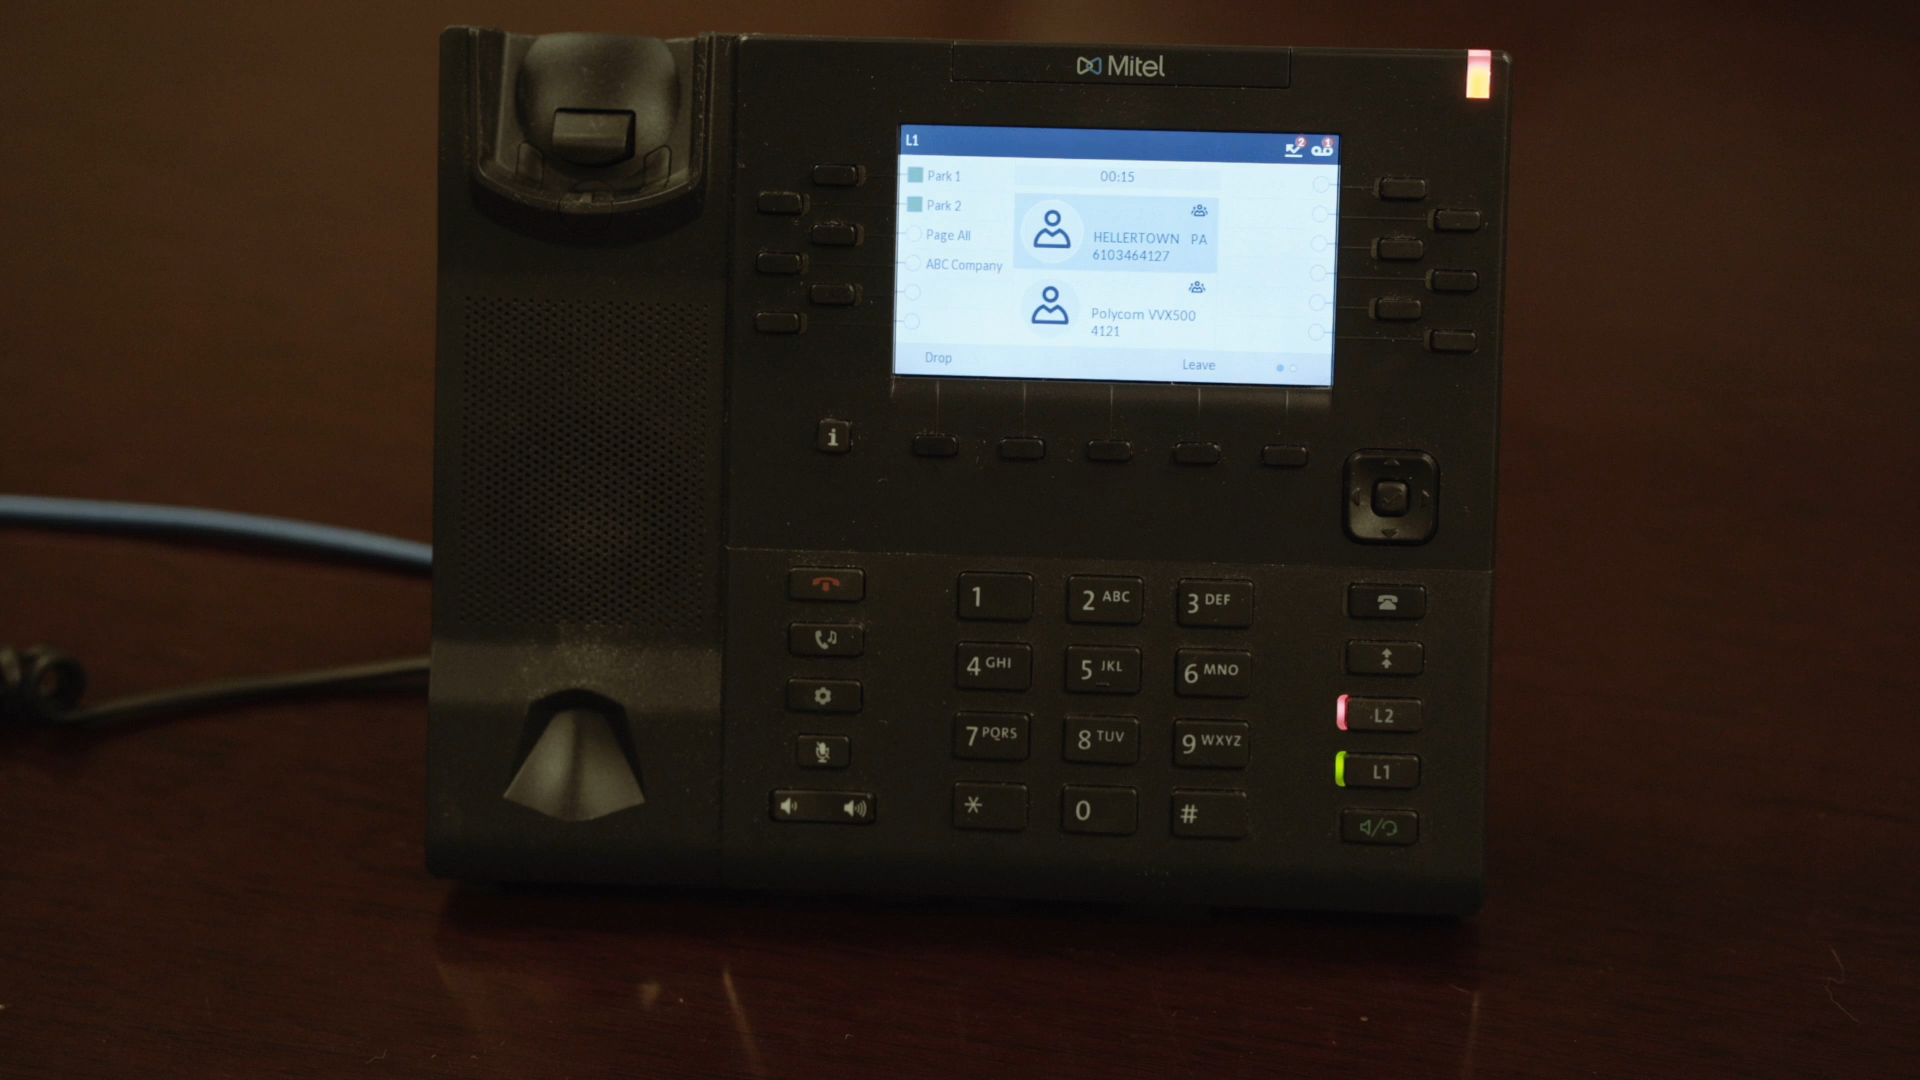 Mitel
L1
2
1
Park 1
00:15
Park 2
HELLERTOWN PA
6103464127
Page All
ABC Company
Polycom VVX500
4121
Drop
Leave
i
1
2 ABC
3 DEF
4 GHI
5 JKL
6 MNO
L2
7 PQRS
8 TUV
9 WXYZ
L1
*
0
#